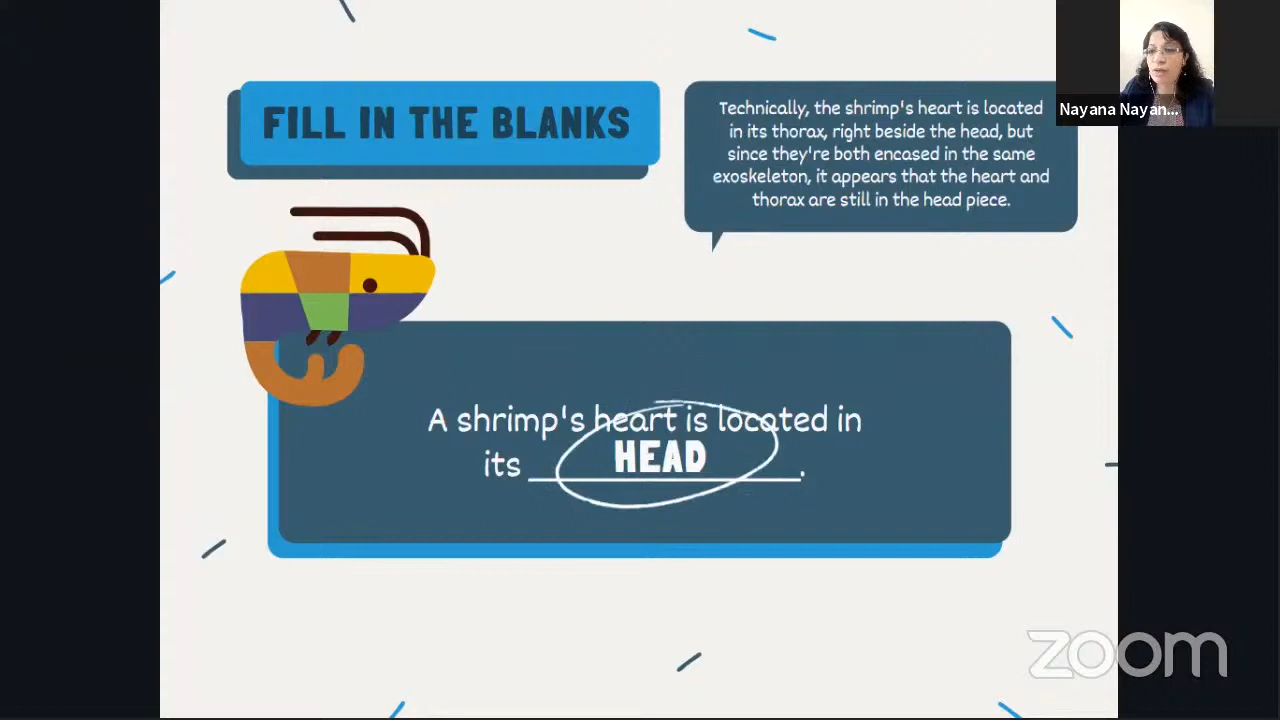 FILL IN THE BLANKS
Technically, the shrimp's heart is located
in its thorax, right beside the head, but
since they're both encased in the same
exoskeleton, it appears that the heart and
thorax are still in the head piece.
Nayana Nayan...
A shrimp's heart is located in
its HEAD.
zoom